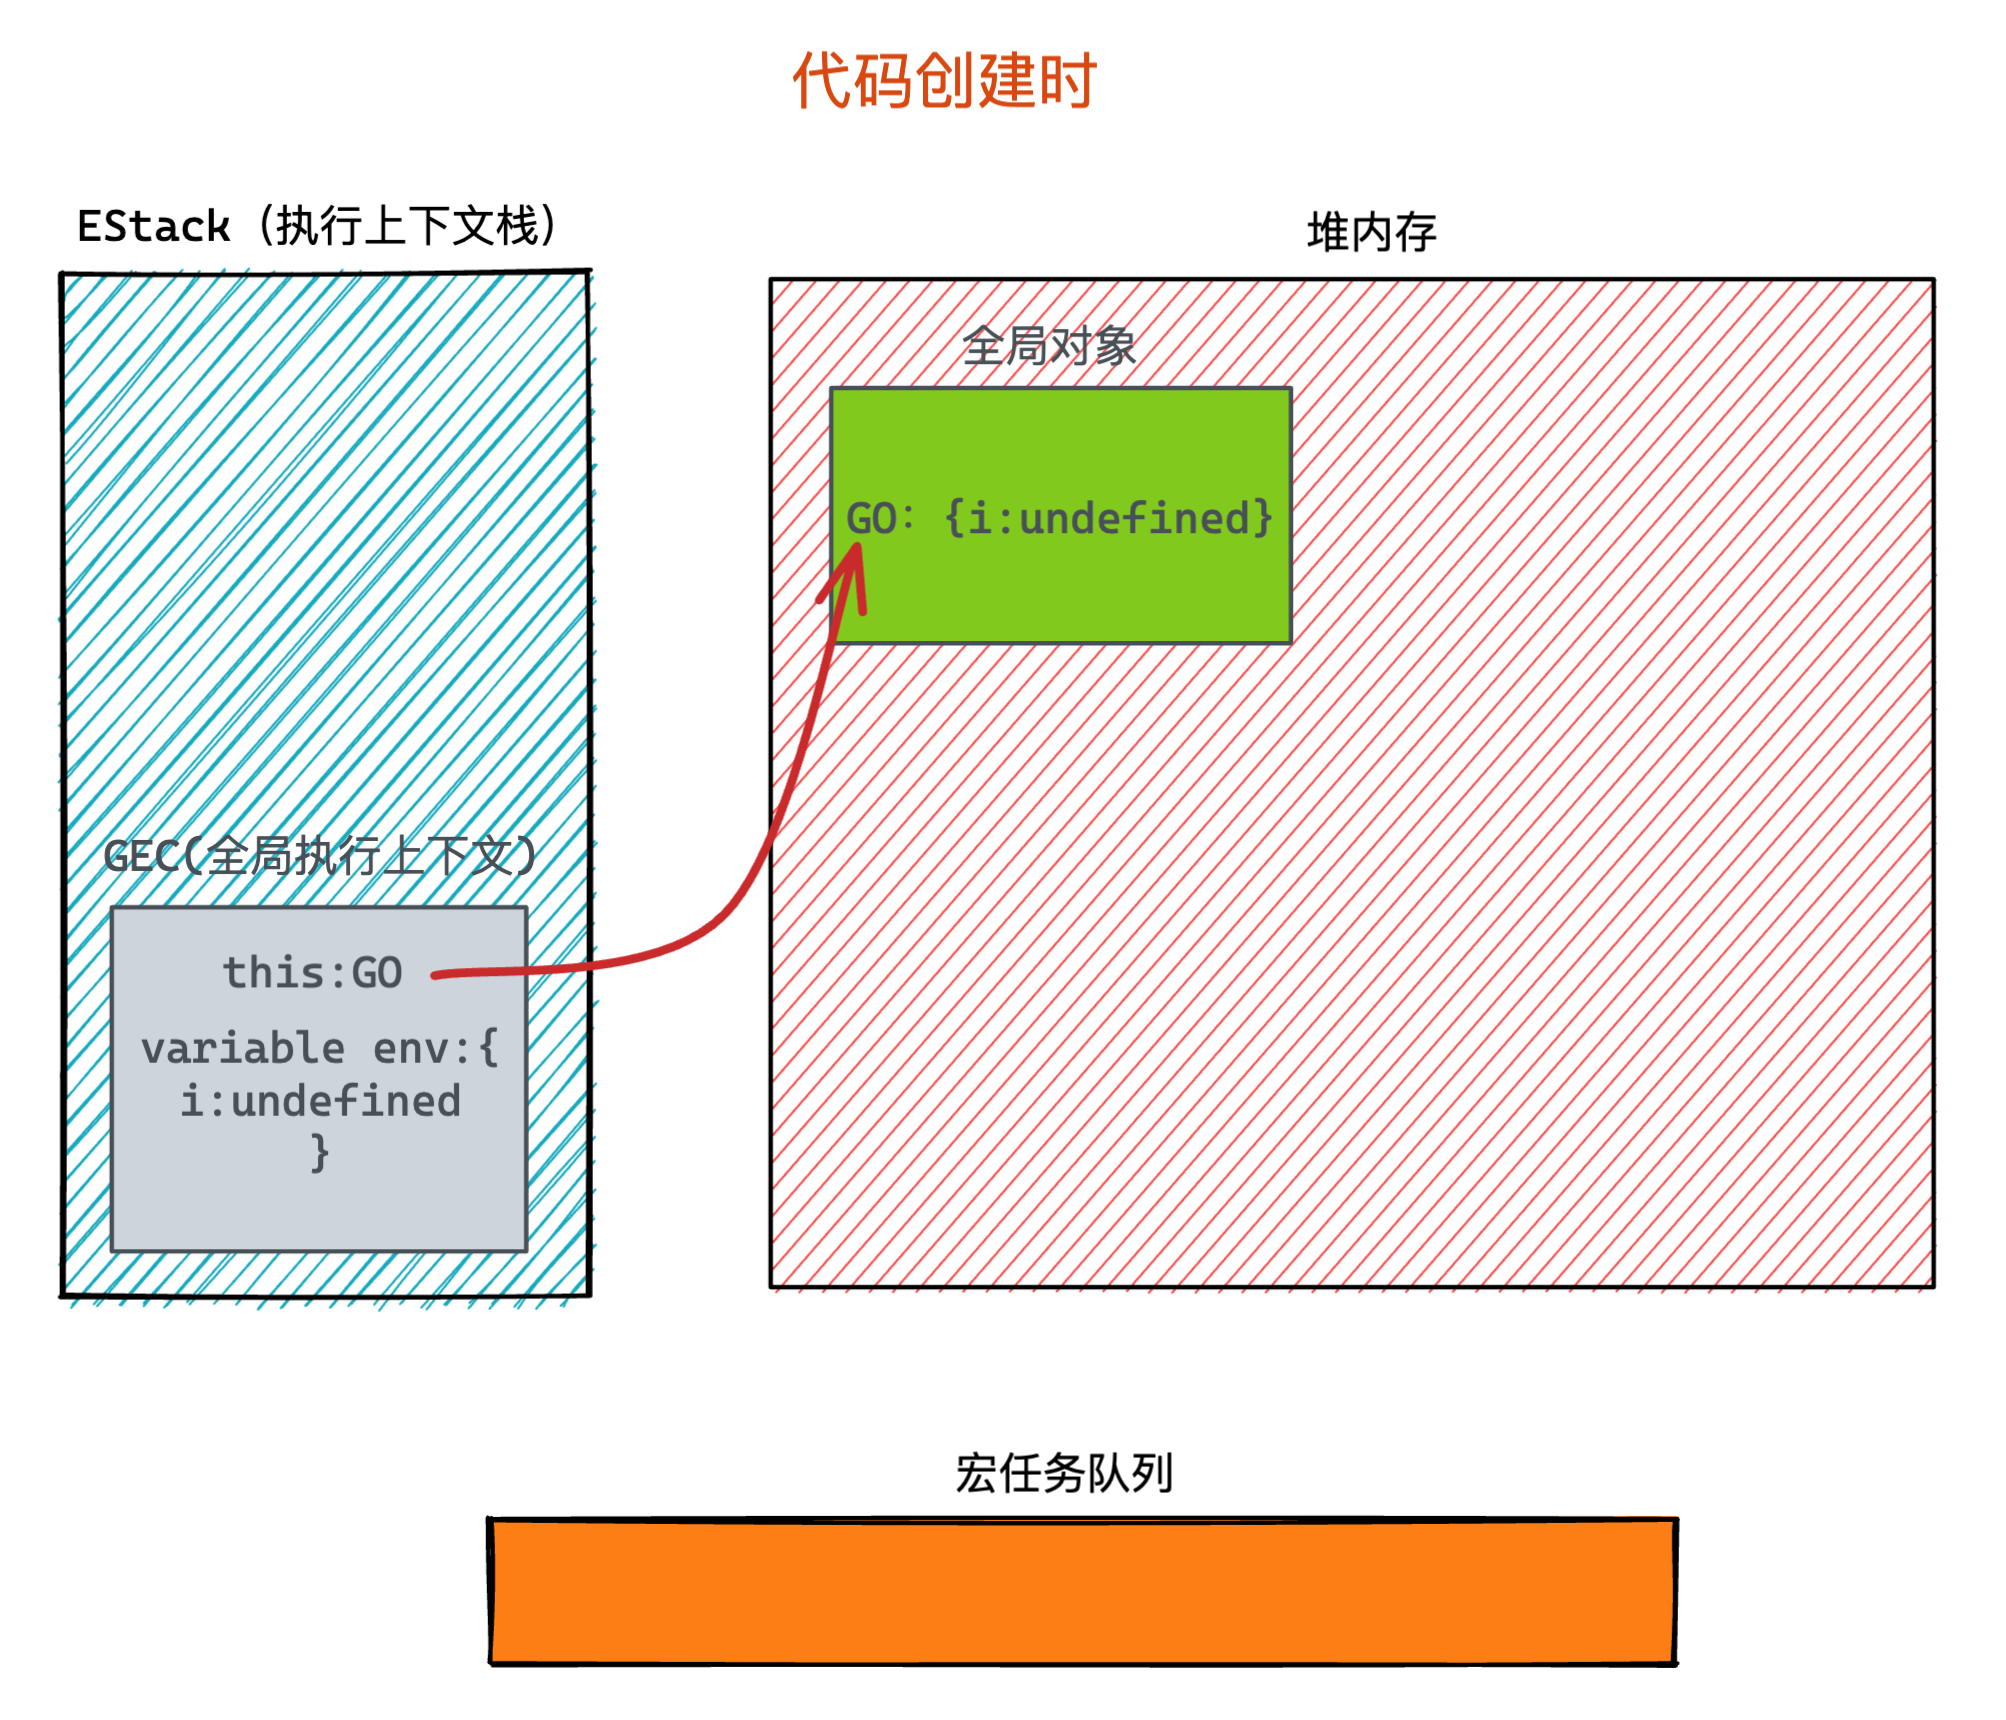 代码创建时
EStack（执行上下文栈）
堆内存
全局对象
GO：{i:undefined}
GEC(全局执行上下文)
this:GO
variable env:{
i:undefined
}
宏任务队列